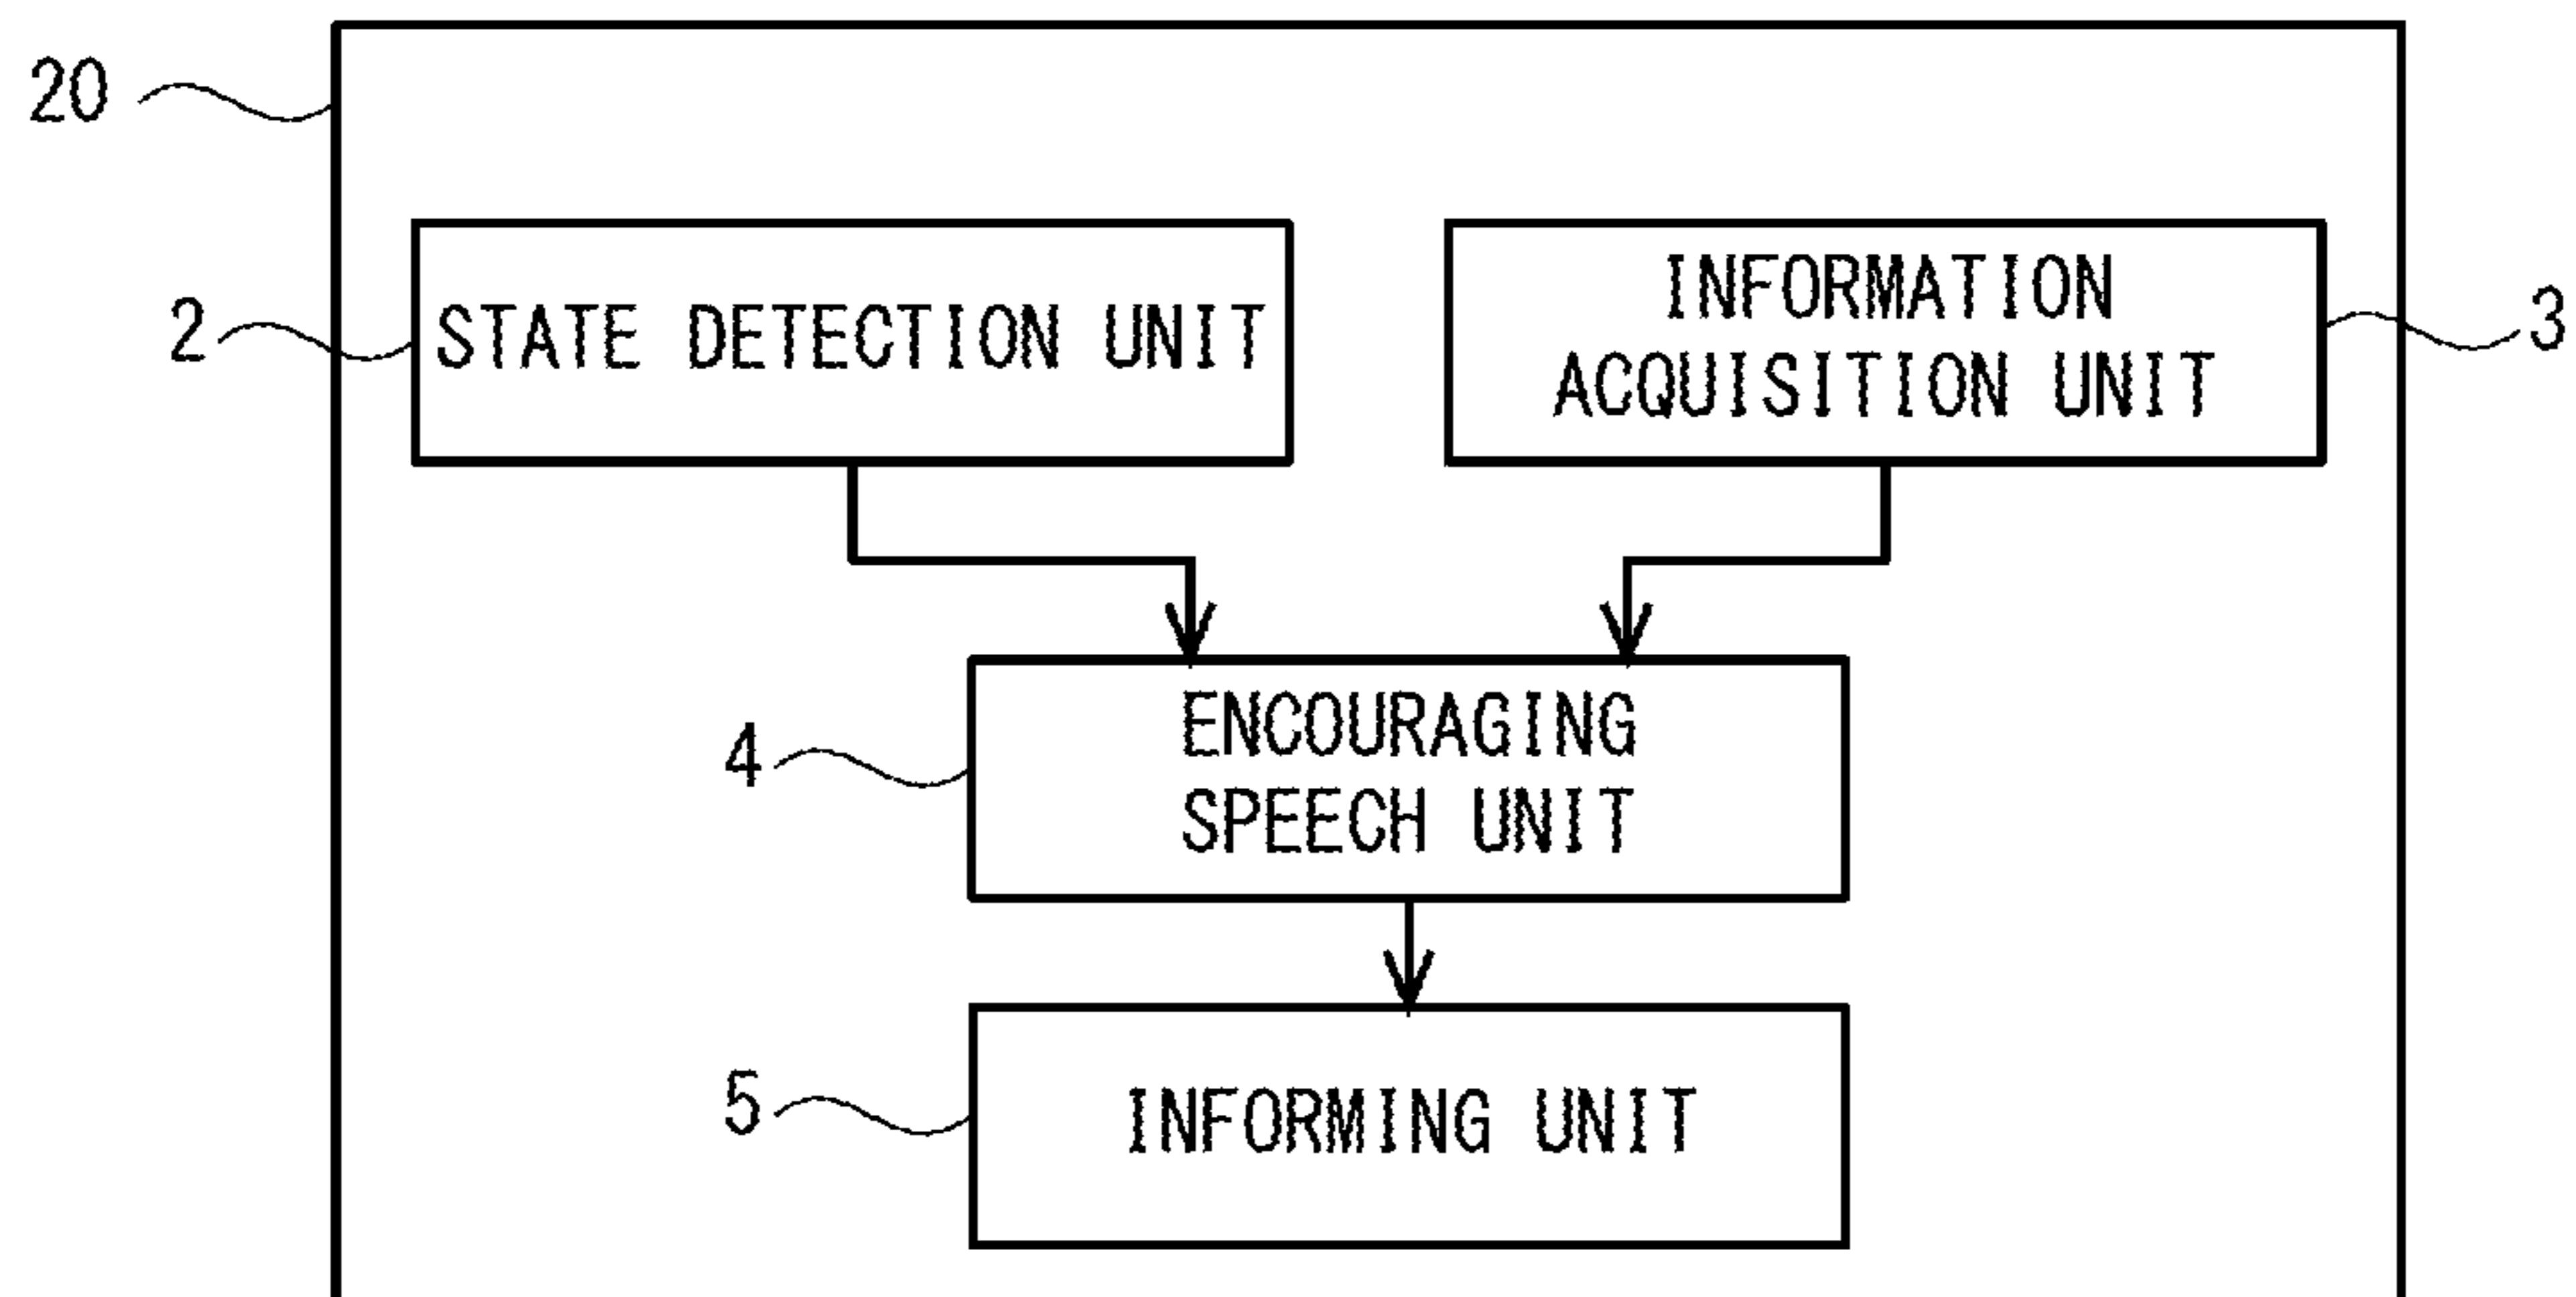 20
2
STATE DETECTION UNIT
INFORMATION
ACQUISITION UNIT
3
4
ENCOURAGING
SPEECH UNIT
5
INFORMING UNIT